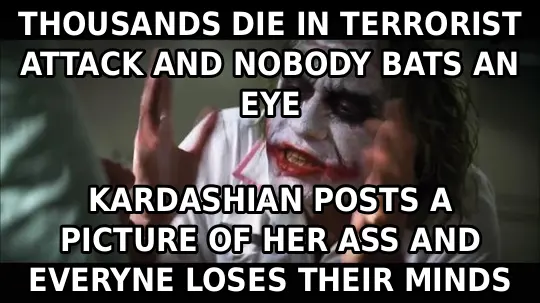 THOUSANDS DIE IN TERRORIST
ATTACK AND NOBODY BATS AN
EYE
KARDASHIAN POSTS A
PICTURE OF HER ASS AND
EVERYNE LOSES THEIR MINDS